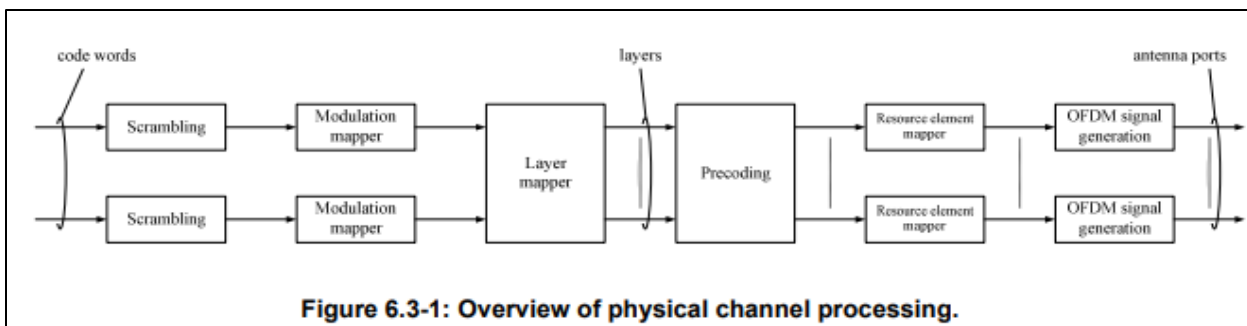 code words
layers
antenna ports
Scrambling
Modulation
mapper
Layer
mapper
Precoding
Resource element
mapper
OFDM signal
generation
Scrambling
Modulation
mapper
Resource element
mapper
OFDM signal
generation
Figure 6.3-1: Overview of physical channel processing.